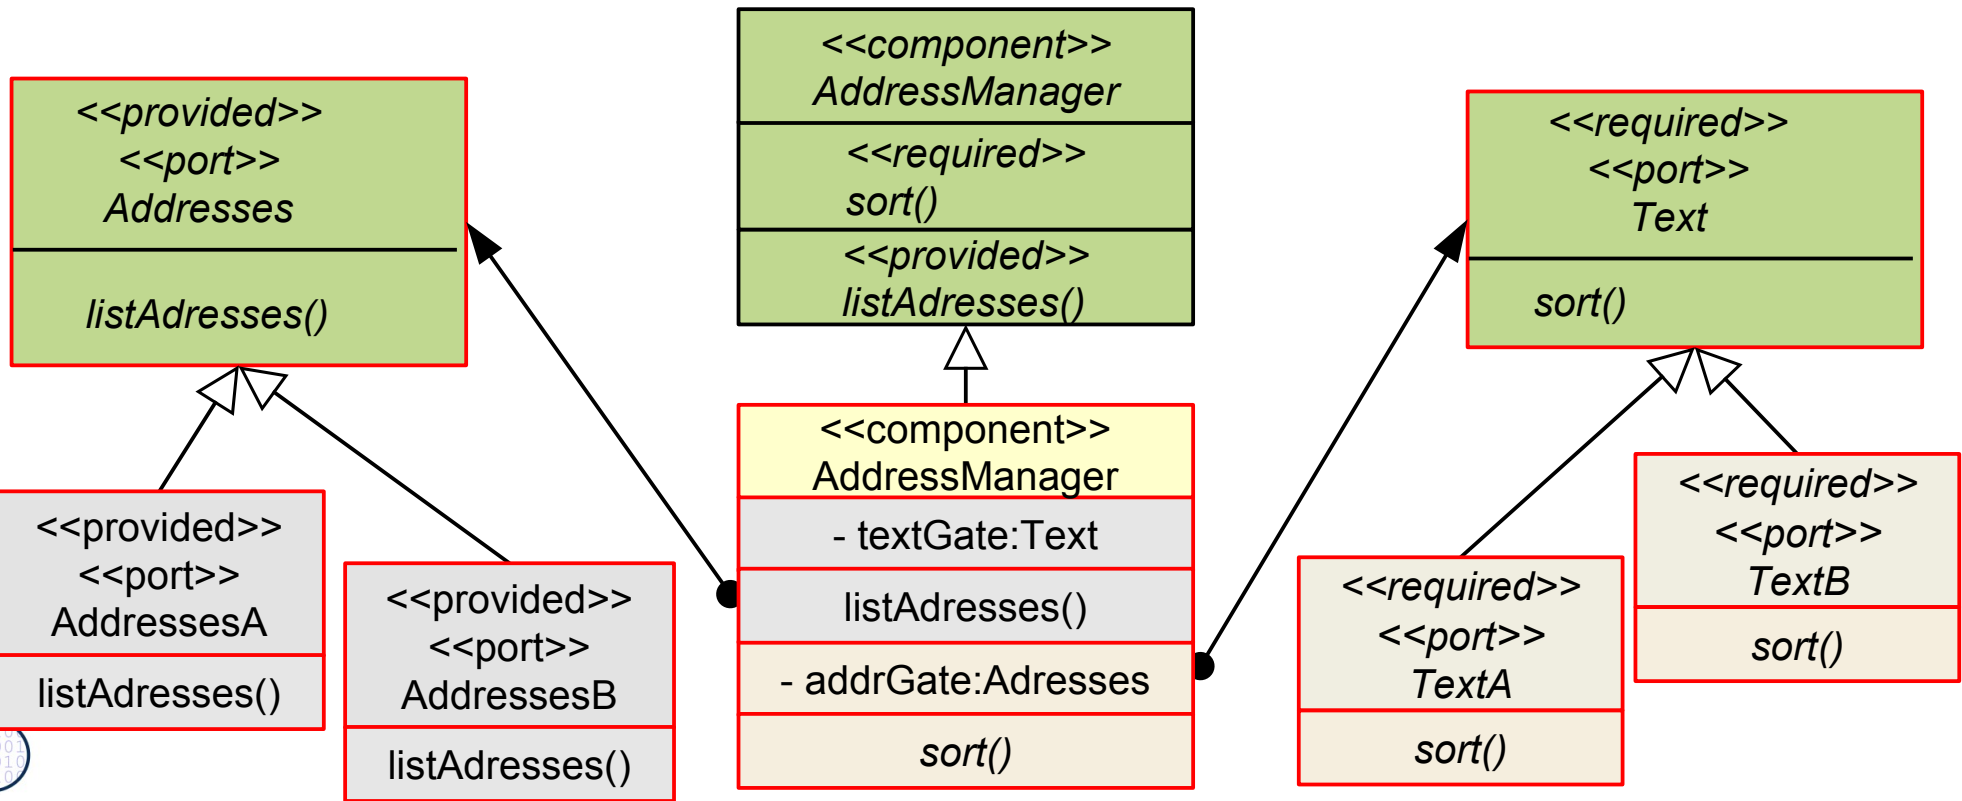 <<provided>>
<<port>>
Addresses
listAdresses()
<<component>>
AddressManager
<<required>>
sort()
<<provided>>
listAdresses()
<<required>>
<<port>>
Text
sort()
<<provided>>
<<port>>
AddressesA
listAdresses()
<<provided>>
<<port>>
AddressesB
listAdresses()
<<component>>
AddressManager
- textGate:Text
listAdresses()
- addrGate:Adresses
sort()
<<required>>
<<port>>
TextA
sort()
<<required>>
<<port>>
TextB
sort()